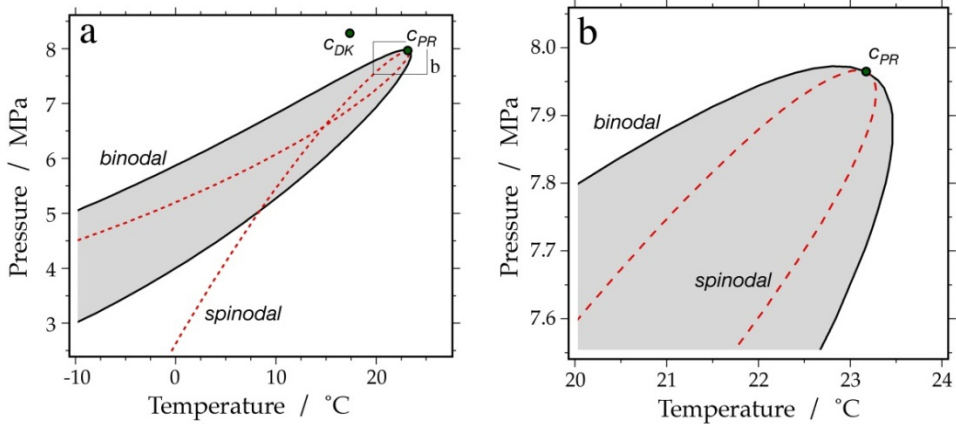 a
c_DK
c_PR
b
binodal
spinodal
Pressure / MPa
8
7
6
5
4
3
-10
0
10
20
Temperature / °C
b
c_PR
binodal
spinodal
Pressure / MPa
8.0
7.9
7.8
7.7
7.6
20
21
22
23
24
Temperature / °C